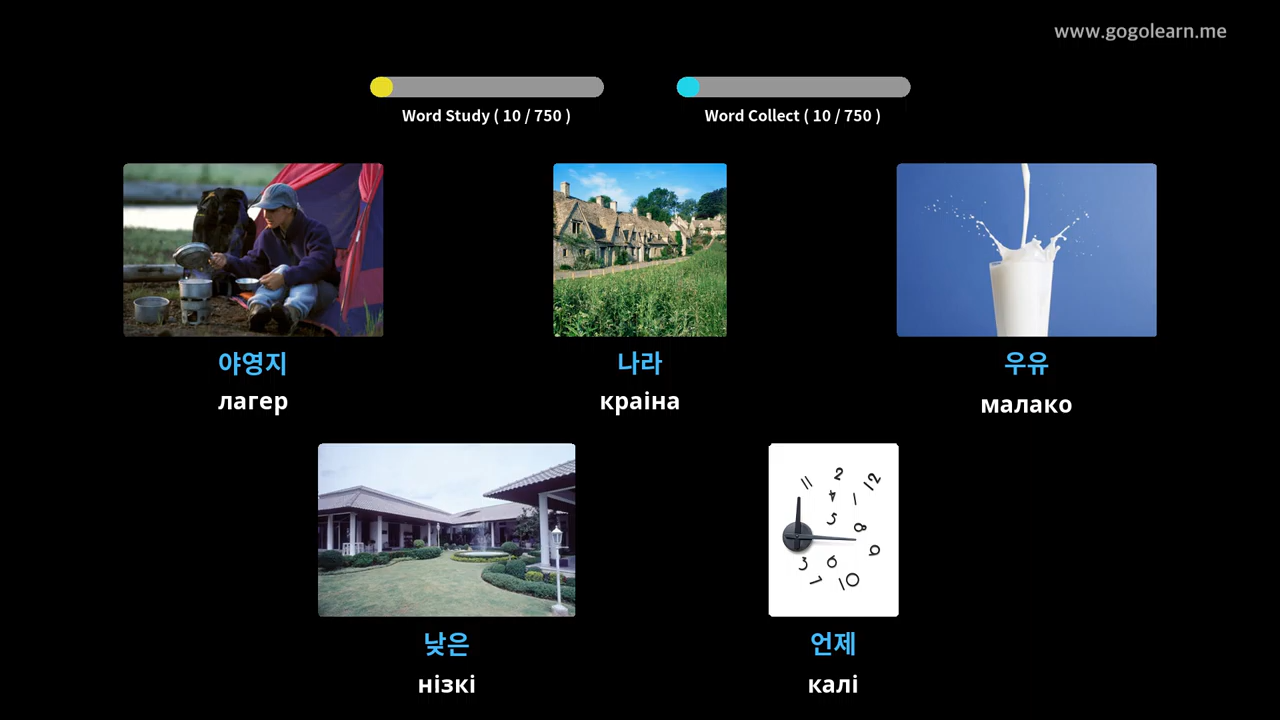 www.gogolearn.me
Word Study ( 10 / 750 )
Word Collect ( 10 / 750 )
야영지
лагер
나라
краіна
우유
малако
낮은
нізкі
언제
калі